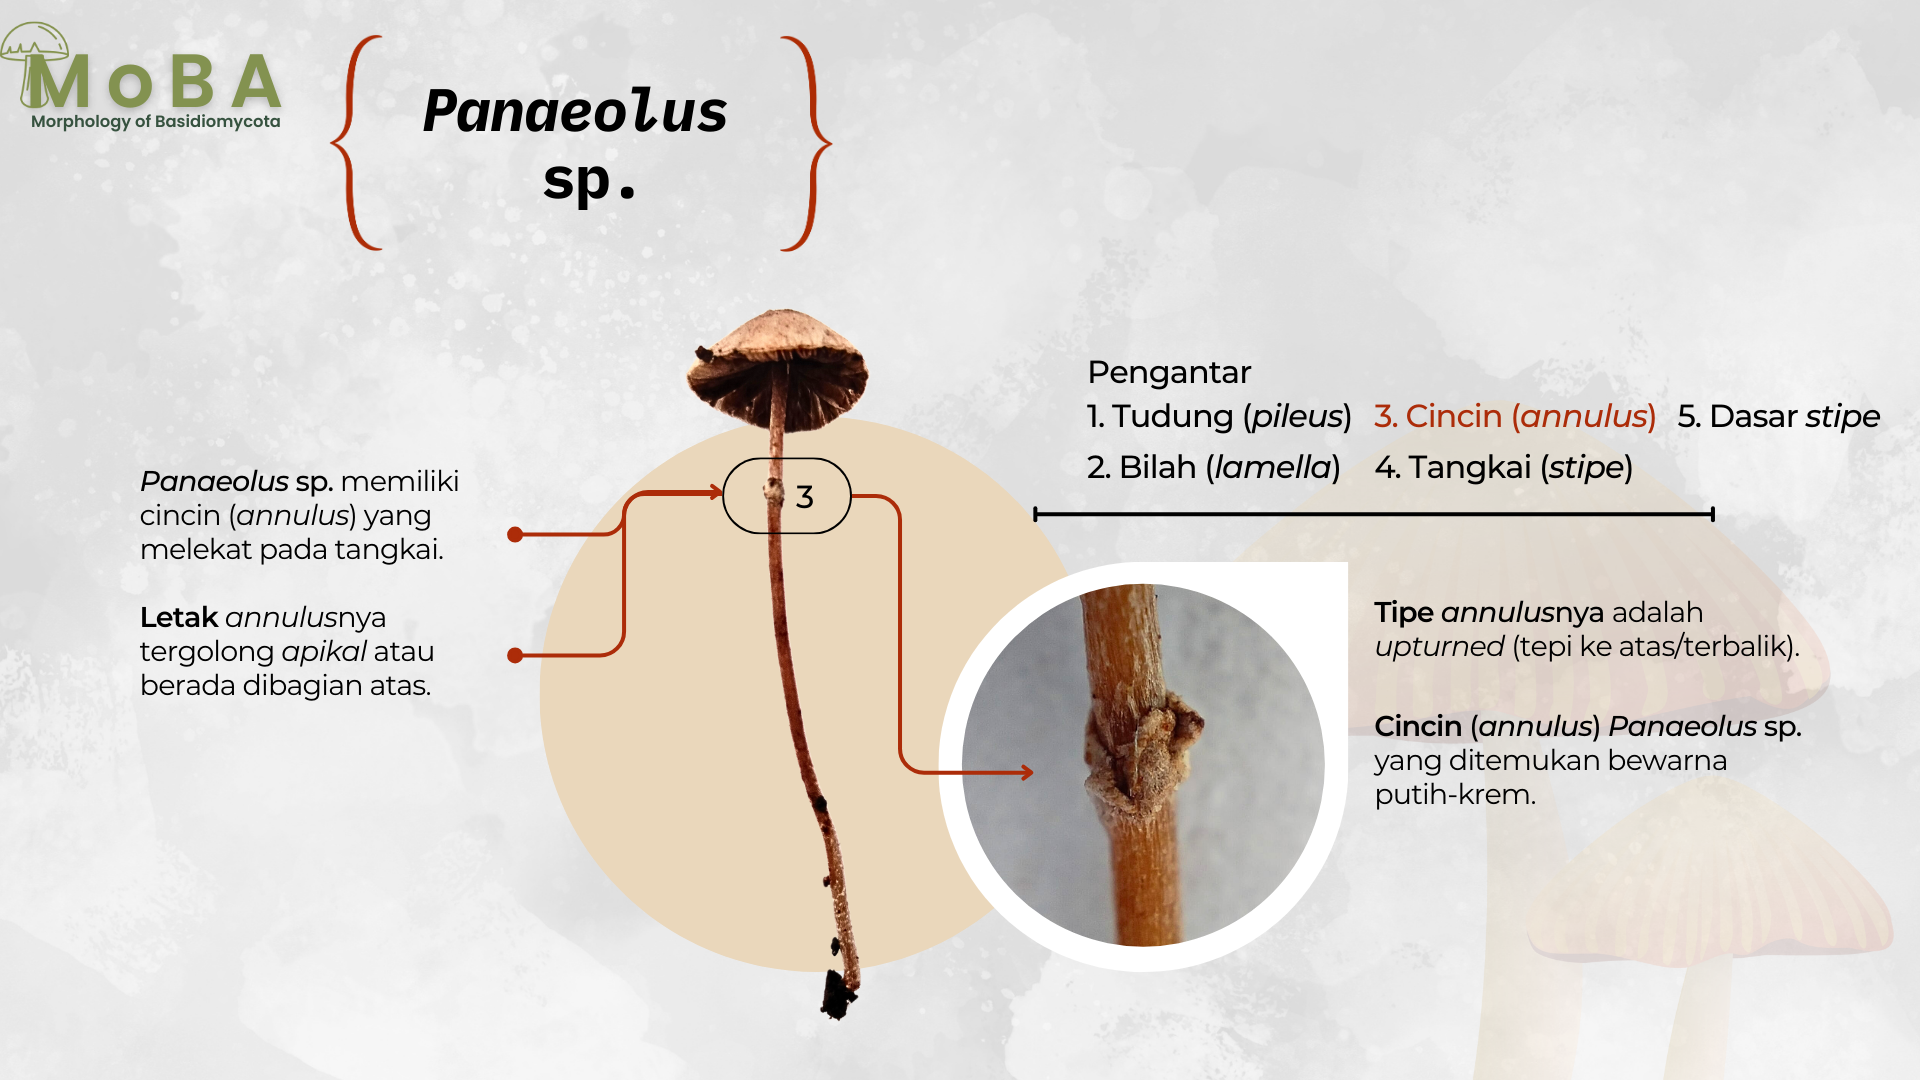 MoBA
Morphology of Basidiomycota
Panaeolus
sp.
Pengantar
1. Tudung (pileus) 3. Cincin (annulus) 5. Dasar stipe
2. Bilah (lamella) 4. Tangkai (stipe)
Panaeolus sp. memiliki
cincin (annulus) yang
melekat pada tangkai.
Letak annulusnya
tergolong apikal atau
berada dibagian atas.
3
Tipe annulusnya adalah
upturned (tepi ke atas/terbalik).
Cincin (annulus) Panaeolus sp.
yang ditemukan bewarna
putih-krem.